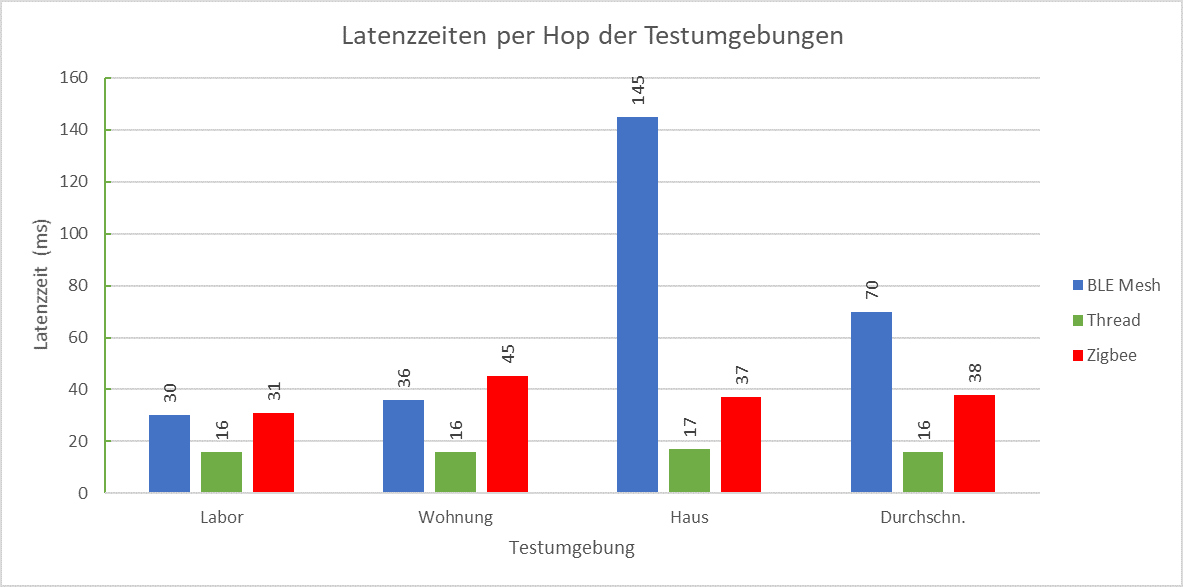 Latenzzeiten per Hop der Testumgebungen
Latenzzeit (ms)
160
140
120
100
80
60
40
20
0
30
16
31
36
16
45
145
17
37
70
16
38
Labor
Wohnung
Haus
Durchschn.
Testumgebung
BLE Mesh
Thread
Zigbee